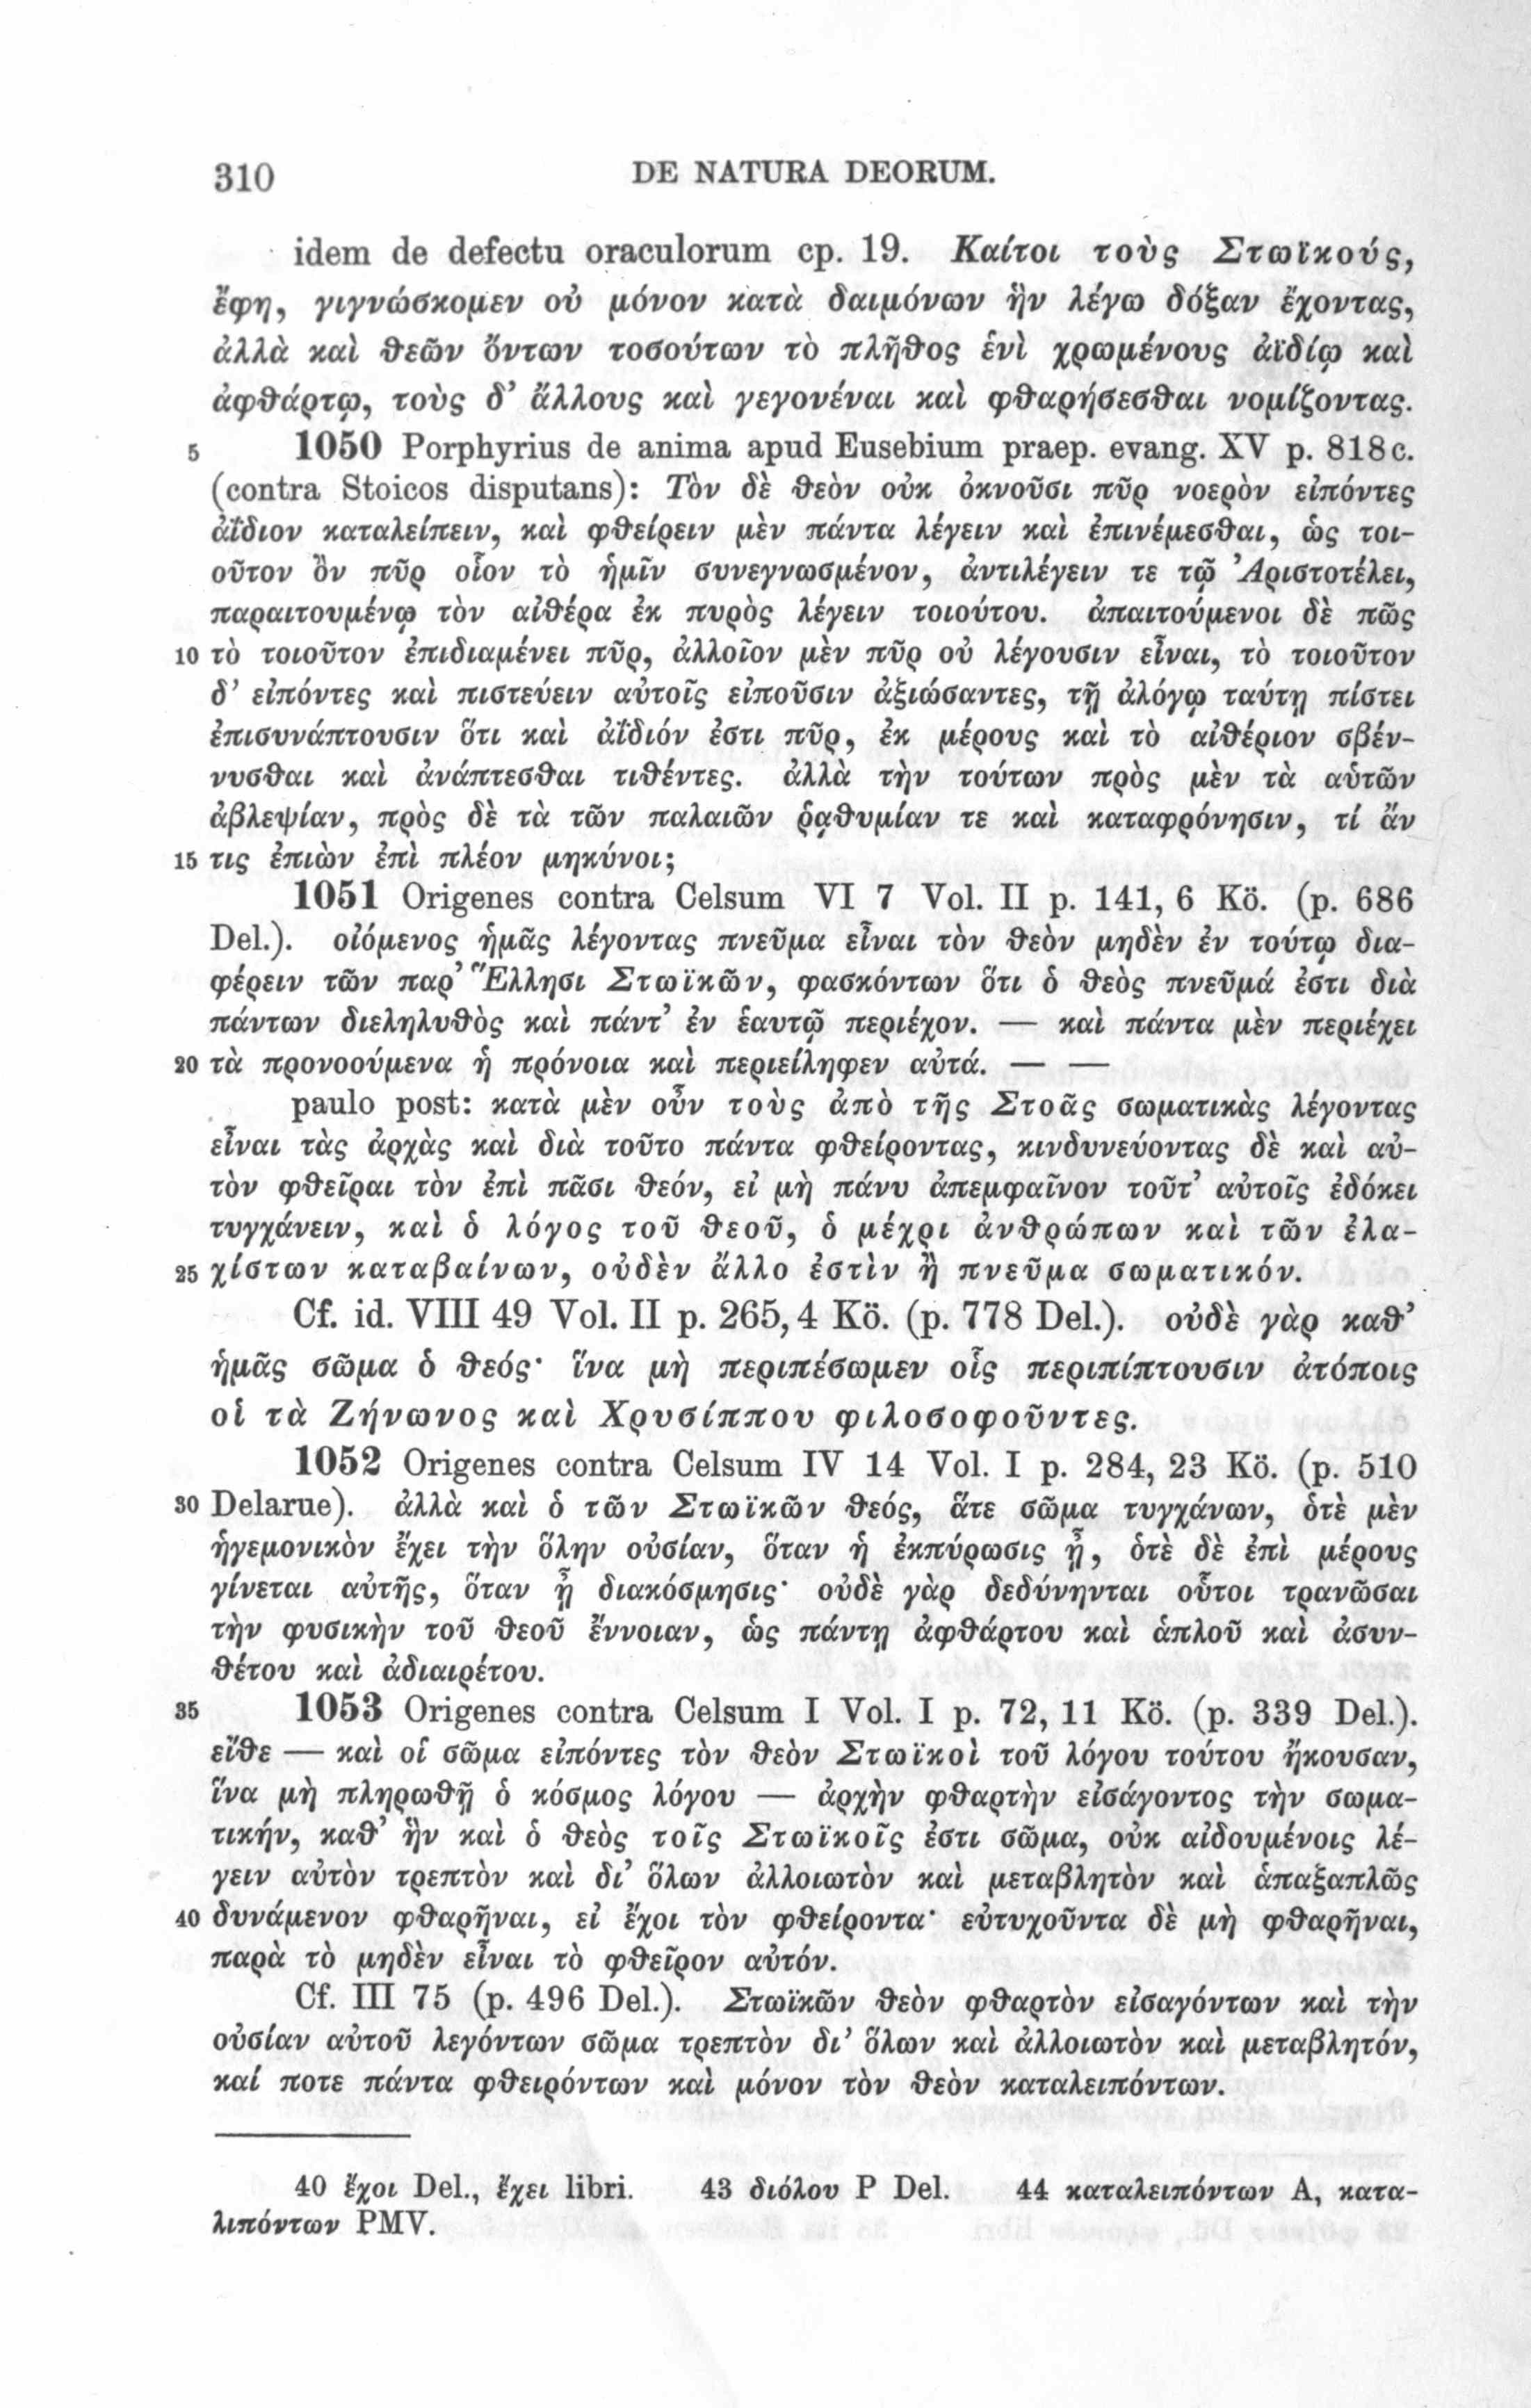 310 DE NATURA DEORUM.
idem de defectu oraculorum cp. 19. Καίτοι τοὺς Στωϊκούς,
ἔφη, γιγνώσκομεν οὐ μόνον κατὰ δαιμόνων ἣν λέγω δόξαν ἔχοντας,
ἀλλὰ καὶ θεῶν ὄντων τοσούτων τὸ πλῆθος ἑνὶ χρωμένους ἀϊδίῳ καὶ
ἀφθάρτῳ, τοὺς δ' ἄλλους καὶ γεγονέναι καὶ φθαρήσεσθαι νομίζοντας.
5 1050 Porphyrius de anima apud Eusebium praep. evang. XV p. 818c.
(contra Stoicos disputans): Τὸν δὲ θεὸν οὐκ ὀκνοῦσι πῦρ νοερὸν εἰπόντες
ἀΐδιον καταλείπειν, καὶ φθείρειν μὲν πάντα λέγειν καὶ ἐπινέμεσθαι, ὡς τοι-
οῦτον ὂν πῦρ οἷον τὸ ἡμῖν συνεγνωσμένον, ἀντιλέγειν τε τῷ Ἀριστοτέλει,
παραιτουμένῳ τὸν αἰθέρα ἐκ πυρὸς λέγειν τοιούτου. ἀπαιτούμενοι δὲ πῶς
10 τὸ τοιοῦτον ἐπιδιαμένει πῦρ, ἀλλοῖον μὲν πῦρ οὐ λέγουσιν εἶναι, τὸ τοιοῦτον
δ' εἰπόντες καὶ πιστεύειν αὐτοῖς εἰποῦσιν ἀξιώσαντες, τῇ ἀλόγῳ ταύτῃ πίστει
ἐπισυνάπτουσιν ὅτι καὶ ἀΐδιόν ἐστι πῦρ, ἐκ μέρους καὶ τὸ αἰθέριον σβέν-
νυσθαι καὶ ἀνάπτεσθαι τιθέντες. ἀλλὰ τὴν τούτων πρὸς μὲν τὰ αὑτῶν
ἀβλεψίαν, πρὸς δὲ τὰ τῶν παλαιῶν ῥᾳθυμίαν τε καὶ καταφρόνησιν, τί ἄν
15 τις ἐπιὼν ἐπὶ πλέον μηκύνοι;
1051 Origenes contra Celsum VI 7 Vol. II p. 141, 6 Kö. (p. 686
Del.). οἰόμενος ἡμᾶς λέγοντας πνεῦμα εἶναι τὸν θεὸν μηδὲν ἐν τούτῳ δια-
φέρειν τῶν παρ' Ἕλλησι Στωϊκῶν, φασκόντων ὅτι ὁ θεὸς πνεῦμά ἐστι διὰ
πάντων διεληλυθὸς καὶ πάντ' ἐν ἑαυτῷ περιέχον. — καὶ πάντα μὲν περιέχει
20 τὰ προνοούμενα ἡ πρόνοια καὶ περιείληφεν αὐτά. — —
paulo post: κατὰ μὲν οὖν τοὺς ἀπὸ τῆς Στοᾶς σωματικὰς λέγοντας
εἶναι τὰς ἀρχὰς καὶ διὰ τοῦτο πάντα φθείροντας, κινδυνεύοντας δὲ καὶ αὐ-
τὸν φθεῖραι τὸν ἐπὶ πᾶσι θεόν, εἰ μὴ πάνυ ἀπεμφαῖνον τοῦτ' αὐτοῖς ἐδόκει
τυγχάνειν, καὶ ὁ λόγος τοῦ θεοῦ, ὁ μέχρι ἀνθρώπων καὶ τῶν ἐλα-
25 χίστων καταβαίνων, οὐδὲν ἄλλο ἐστὶν ἢ πνεῦμα σωματικόν.
Cf. id. VIII 49 Vol. II p. 265, 4 Kö. (p. 778 Del.). οὐδὲ γὰρ καθ'
ἡμᾶς σῶμα ὁ θεός· ἵνα μὴ περιπέσωμεν οἷς περιπίπτουσιν ἀτόποις
οἱ τὰ Ζήνωνος καὶ Χρυσίππου φιλοσοφοῦντες.
1052 Origenes contra Celsum IV 14 Vol. I p. 284, 23 Kö. (p. 510
30 Delarue). ἀλλὰ καὶ ὁ τῶν Στωϊκῶν θεός, ἅτε σῶμα τυγχάνων, ὁτὲ μὲν
ἡγεμονικὸν ἔχει τὴν ὅλην οὐσίαν, ὅταν ἡ ἐκπύρωσις ᾖ, ὁτὲ δὲ ἐπὶ μέρους
γίνεται αὐτῆς, ὅταν ᾖ διακόσμησις· οὐδὲ γὰρ δεδύνηνται οὗτοι τρανῶσαι
τὴν φυσικὴν τοῦ θεοῦ ἔννοιαν, ὡς πάντῃ ἀφθάρτου καὶ ἁπλοῦ καὶ ἀσυν-
θέτου καὶ ἀδιαιρέτου.
35 1053 Origenes contra Celsum I Vol. I p. 72, 11 Kö. (p. 339 Del.).
εἴθε — καὶ οἱ σῶμα εἰπόντες τὸν θεὸν Στωϊκοὶ τοῦ λόγου τούτου ἤκουσαν,
ἵνα μὴ πληρωθῇ ὁ κόσμος λόγου — ἀρχὴν φθαρτὴν εἰσάγοντος τὴν σωμα-
τικήν, καθ' ἣν καὶ ὁ θεὸς τοῖς Στωϊκοῖς ἐστι σῶμα, οὐκ αἰδουμένοις λέ-
γειν αὐτὸν τρεπτὸν καὶ δι' ὅλων ἀλλοιωτὸν καὶ μεταβλητὸν καὶ ἁπαξαπλῶς
40 δυνάμενον φθαρῆναι, εἰ ἔχοι τὸν φθείροντα· εὐτυχοῦντα δὲ μὴ φθαρῆναι,
παρὰ τὸ μηδὲν εἶναι τὸ φθεῖρον αὐτόν.
Cf. III 75 (p. 496 Del.). Στωϊκῶν θεὸν φθαρτὸν εἰσαγόντων καὶ τὴν
οὐσίαν αὐτοῦ λεγόντων σῶμα τρεπτὸν δι' ὅλων καὶ ἀλλοιωτὸν καὶ μεταβλητόν,
καί ποτε πάντα φθειρόντων καὶ μόνον τὸν θεὸν καταλειπόντων.
40 ἔχοι Del., ἔχει libri. 43 διόλου P Del. 44 καταλειπόντων A, κατα-
λιπόντων PMV.